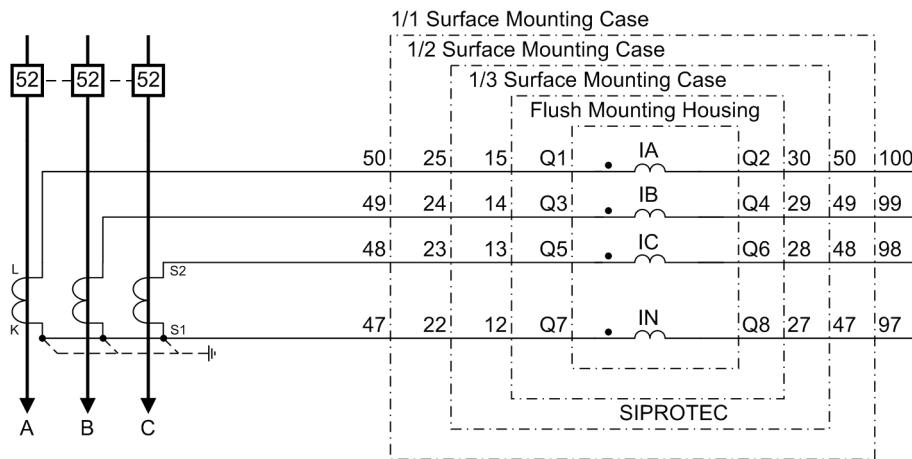 1/1 Surface Mounting Case
1/2 Surface Mounting Case
52 52 52
1/3 Surface Mounting Case
Flush Mounting Housing
50 25 15 Q1 IA Q2 30 50 100
49 24 14 Q3 IB Q4 29 49 99
48 23 13 Q5 IC Q6 28 48 98
L S2
K S1
47 22 12 Q7 IN Q8 27 47 97
SIPROTEC
A B C